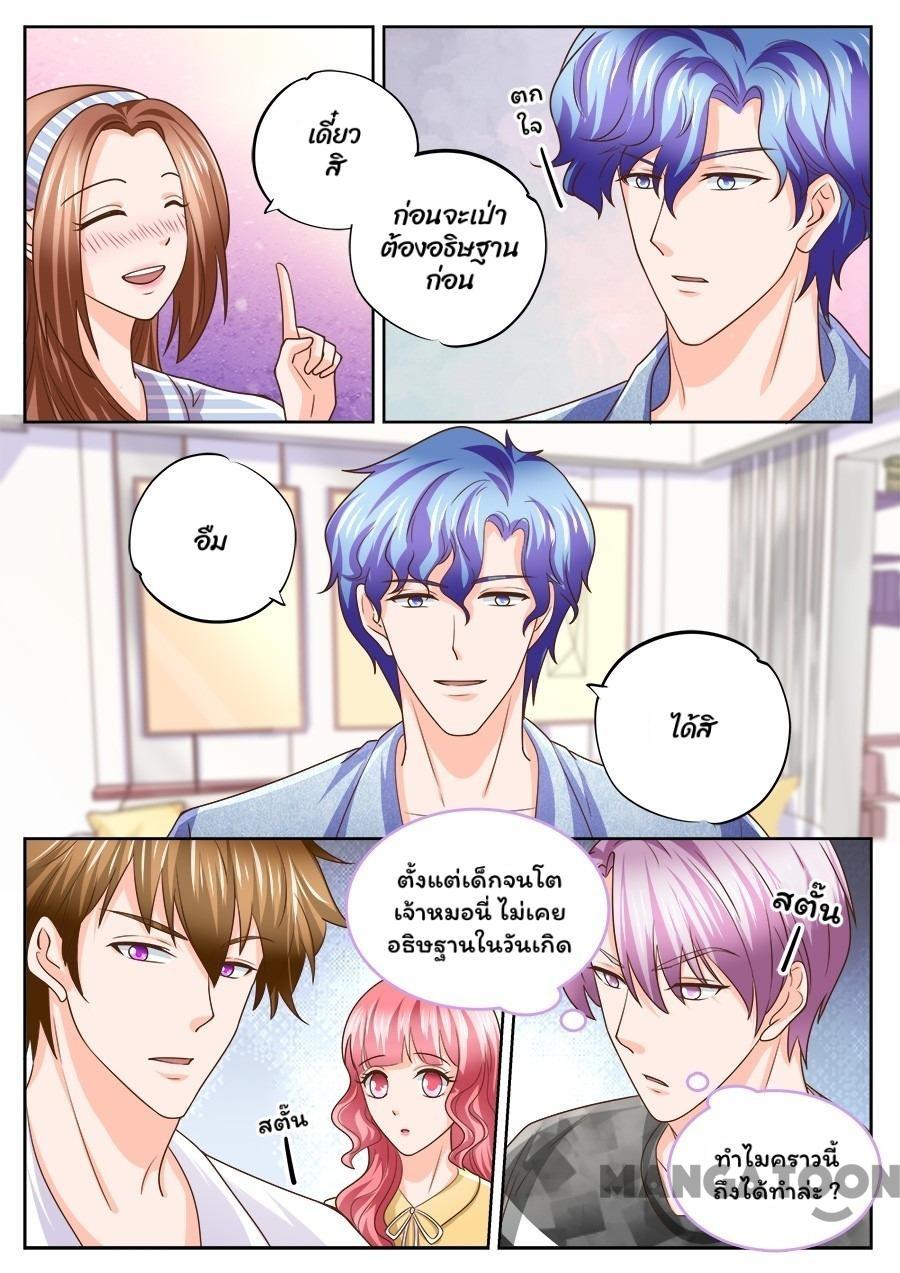 เดี๋ยว
สิ
ก่อนจะเป่า
ต้องอธิษฐาน
ก่อน
ตก
ใจ
อืม
ได้สิ
ตั้งแต่เด็กจนโต
เจ้าหมอนี่ ไม่เคย
อธิษฐานในวันเกิด
สตั๊น
สตั๊น
ทำไมคราวนี้
ถึงได้ทำล่ะ ?
MANGATOON